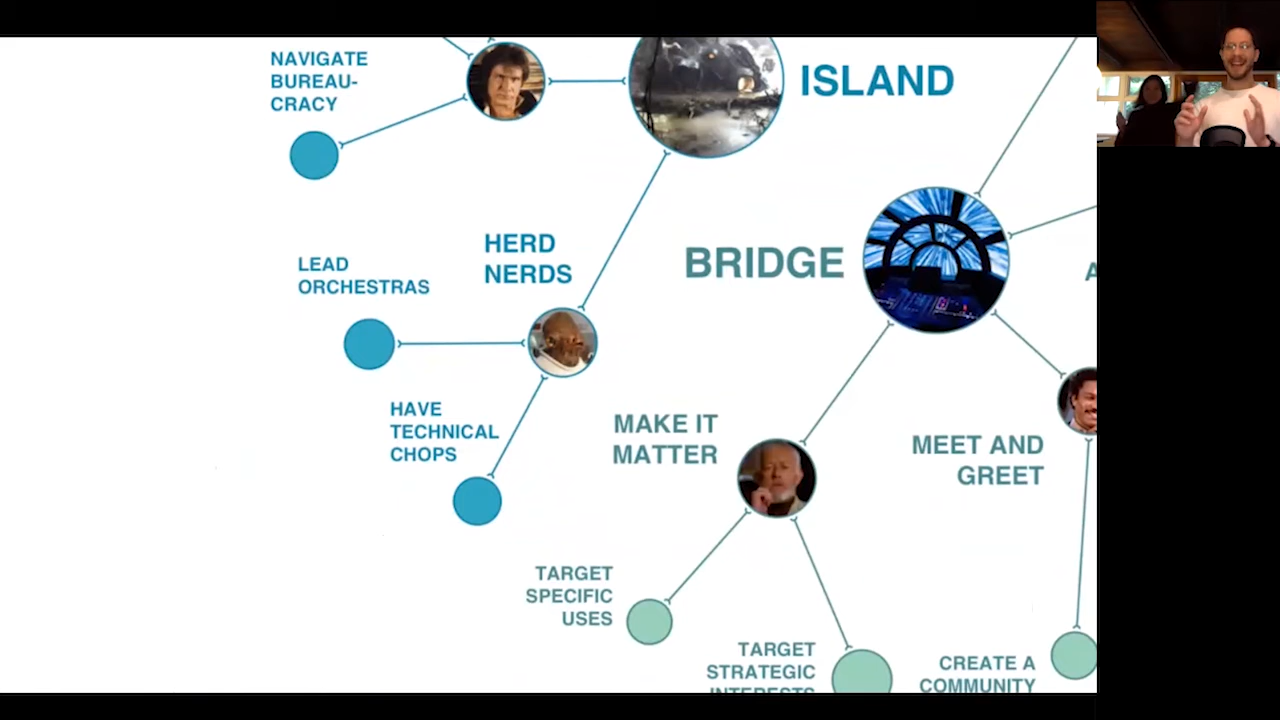 NAVIGATE
BUREAU-
CRACY
ISLAND
HERD
NERDS
LEAD
ORCHESTRAS
BRIDGE
HAVE
TECHNICAL
CHOPS
MAKE IT
MATTER
MEET AND
GREET
TARGET
SPECIFIC
USES
TARGET
STRATEGIC
INTERESTS
CREATE A
COMMUNITY